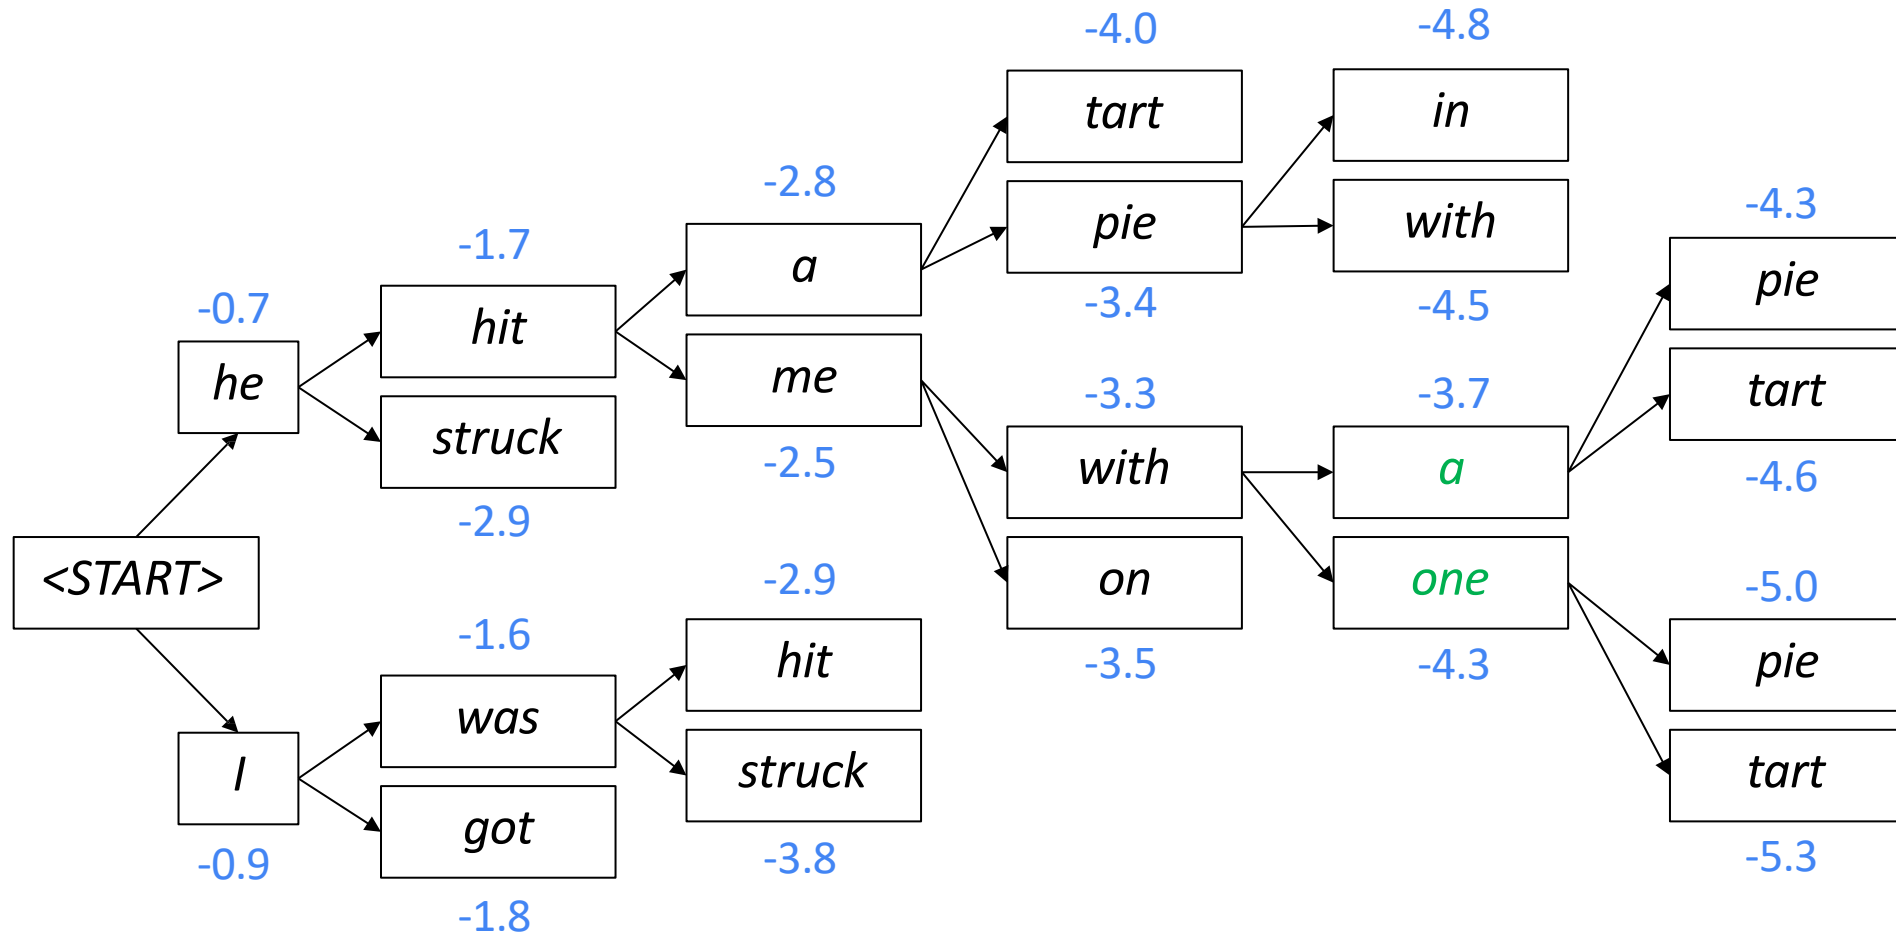 -4.0
-4.8
tart
in
-2.8
-1.7
pie
with
-4.3
a
pie
-0.7
hit
-3.4
-4.5
he
me
-3.3
-3.7
tart
struck
-2.5
with
a
-4.6
-2.9
<START>
-2.9
on
one
-5.0
-1.6
hit
-3.5
-4.3
pie
was
I
struck
tart
got
-0.9
-3.8
-5.3
-1.8